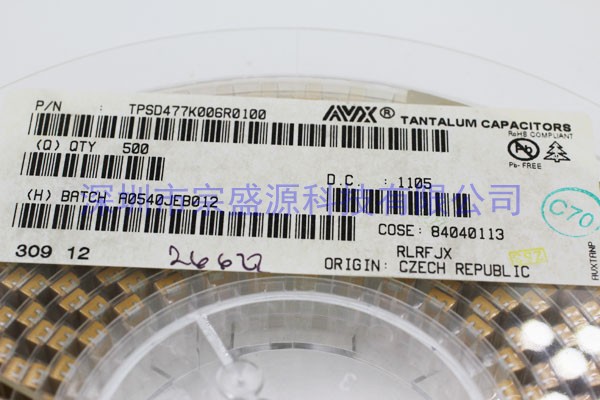 P/N : TPSD477K006R0100
AVX® TANTALUM CAPACITORS
RoHS COMPLIANT
Pb
Pb- FREE
(Q) QTY 500
D.C : 1105
(H) BATCH A0540JEB012
深圳市宝盛源科技有限公司
COSE: 84040113
C70
309 12
RLRFJX
ORIGIN: CZECH REPUBLIC